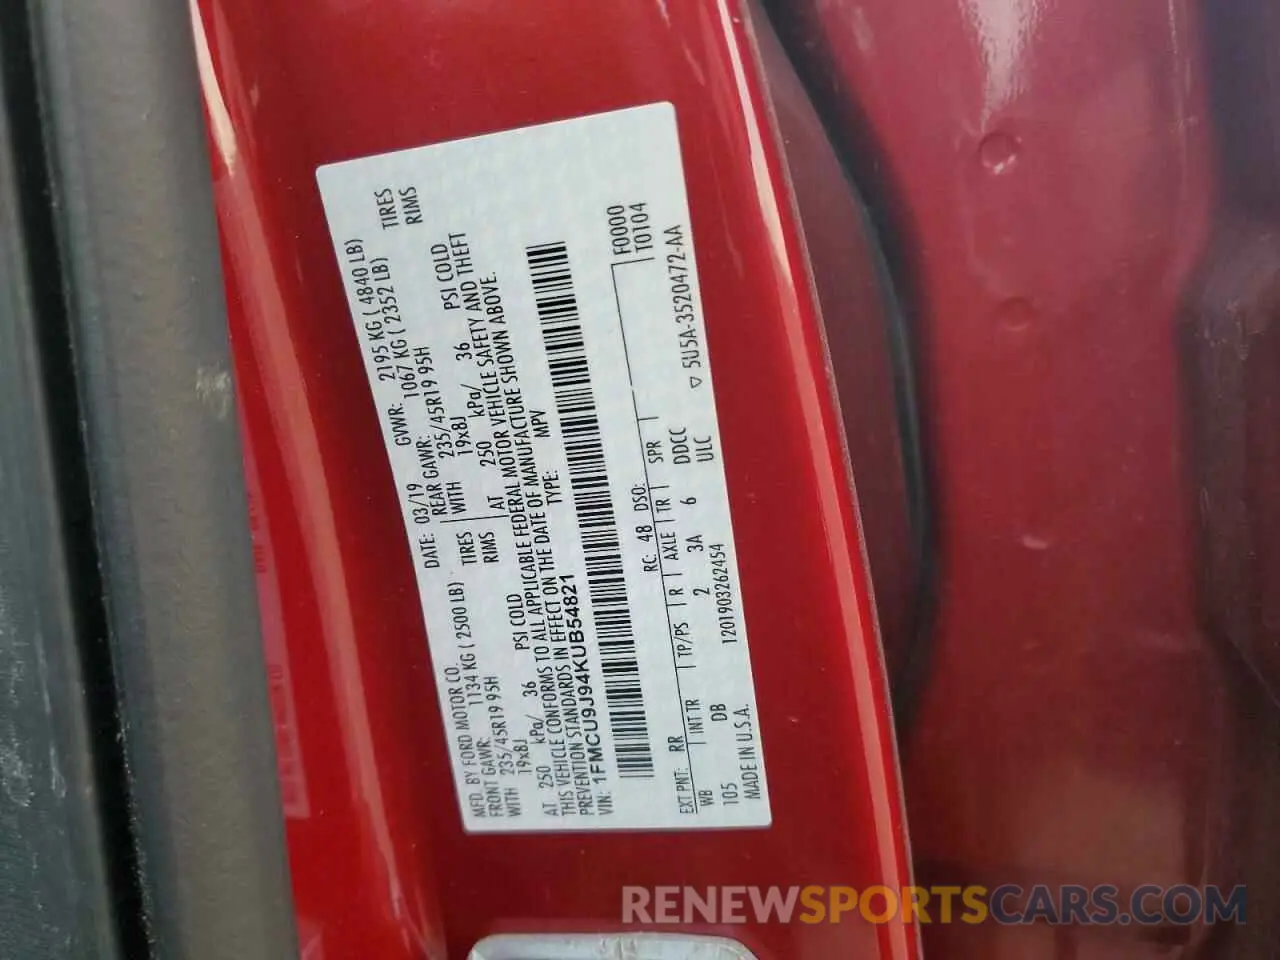 MFD. BY FORD MOTOR CO.
DATE: 03/19 GVWR: 2195 KG ( 4840 LB)
FRONT GAWR: 1134 KG ( 2500 LB) REAR GAWR: 1067 KG ( 2352 LB)
WITH 235/45R19 95H TIRES WITH 235/45R19 95H TIRES
19x8J RIMS 19x8J RIMS
AT 250 kPa/ 36 PSI COLD AT 250 kPa/ 36 PSI COLD
THIS VEHICLE CONFORMS TO ALL APPLICABLE FEDERAL MOTOR VEHICLE SAFETY AND THEFT
PREVENTION STANDARDS IN EFFECT ON THE DATE OF MANUFACTURE SHOWN ABOVE.
VIN: 1FMCU9J94KUB54821 TYPE: MPV
F0000
T0104
EXT PNT: RR RC: 48 DSO:
WB INT TR TP/PS R AXLE TR SPR
105 DB 2 3A 6 DDCC
ULC
5U5A-3520472-AA
MADE IN U.S.A. 1201903262454
RENEWSPORTSCARS.COM